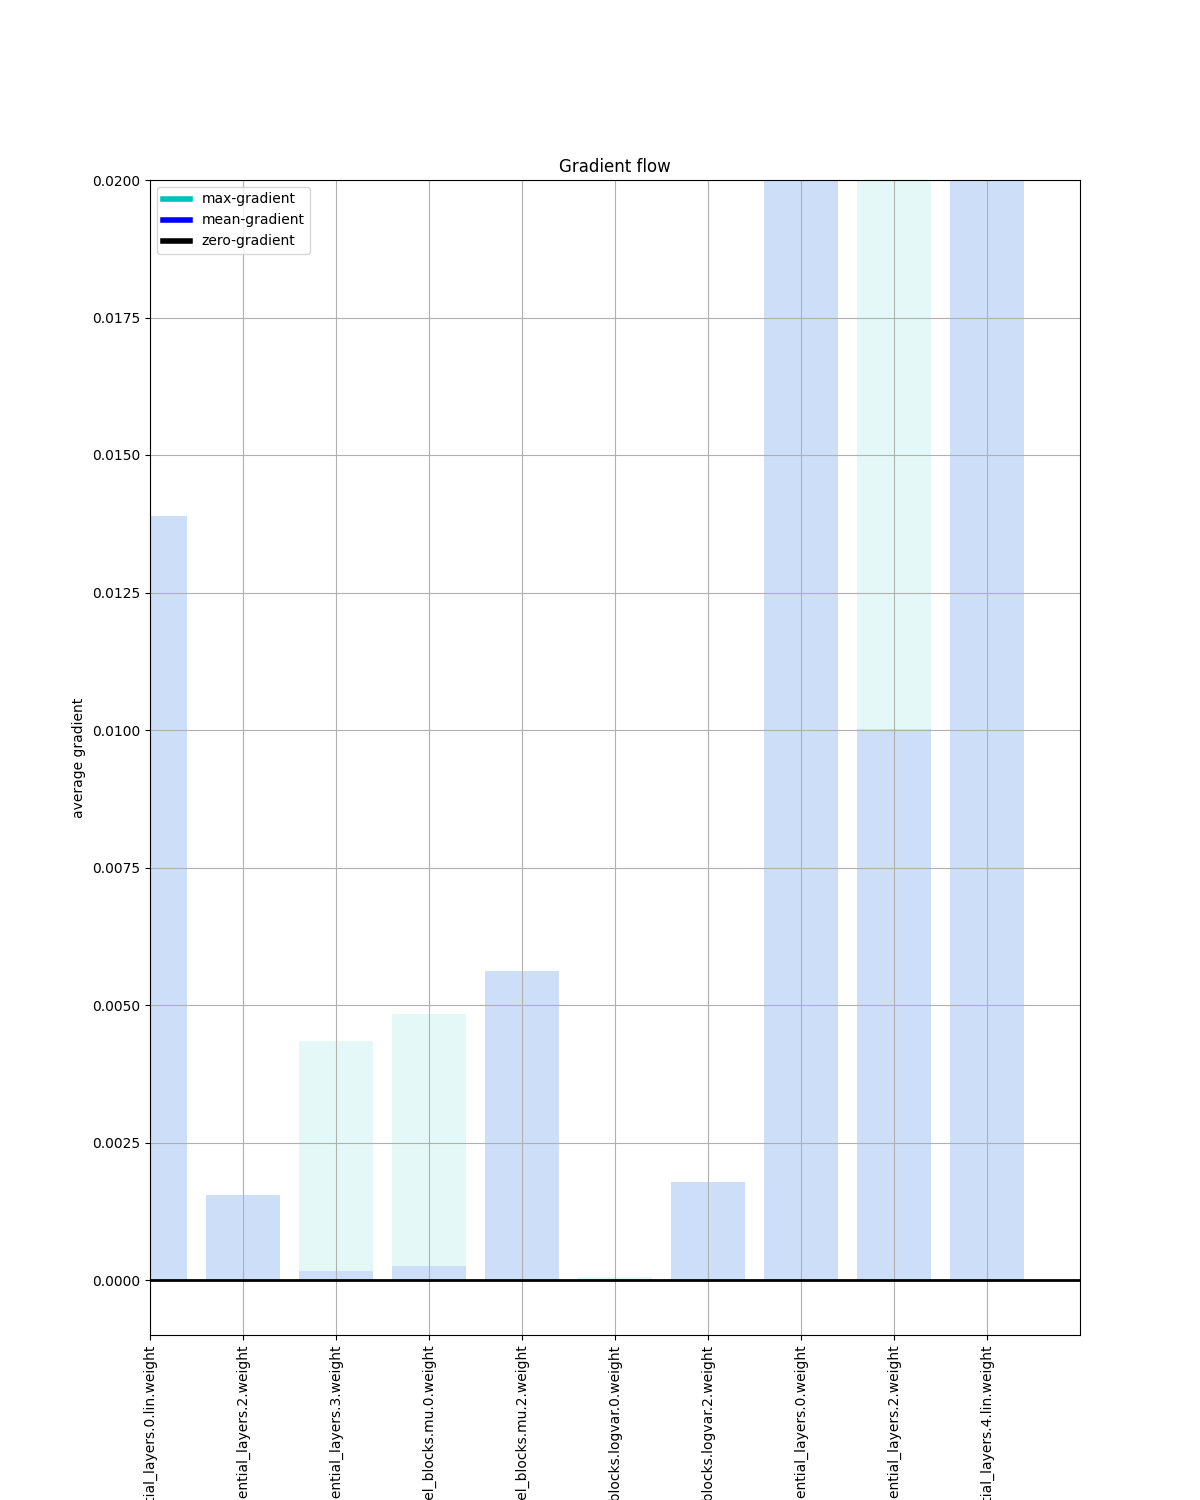 Gradient flow
max-gradient
mean-gradient
zero-gradient
0.0200
0.0175
0.0150
0.0125
0.0100
0.0075
0.0050
0.0025
0.0000
average gradient
tial_layers.0.lin.weight
ential_layers.2.weight
ential_layers.3.weight
el_blocks.mu.0.weight
el_blocks.mu.2.weight
blocks.logvar.0.weight
blocks.logvar.2.weight
ential_layers.0.weight
ential_layers.2.weight
tial_layers.4.lin.weight